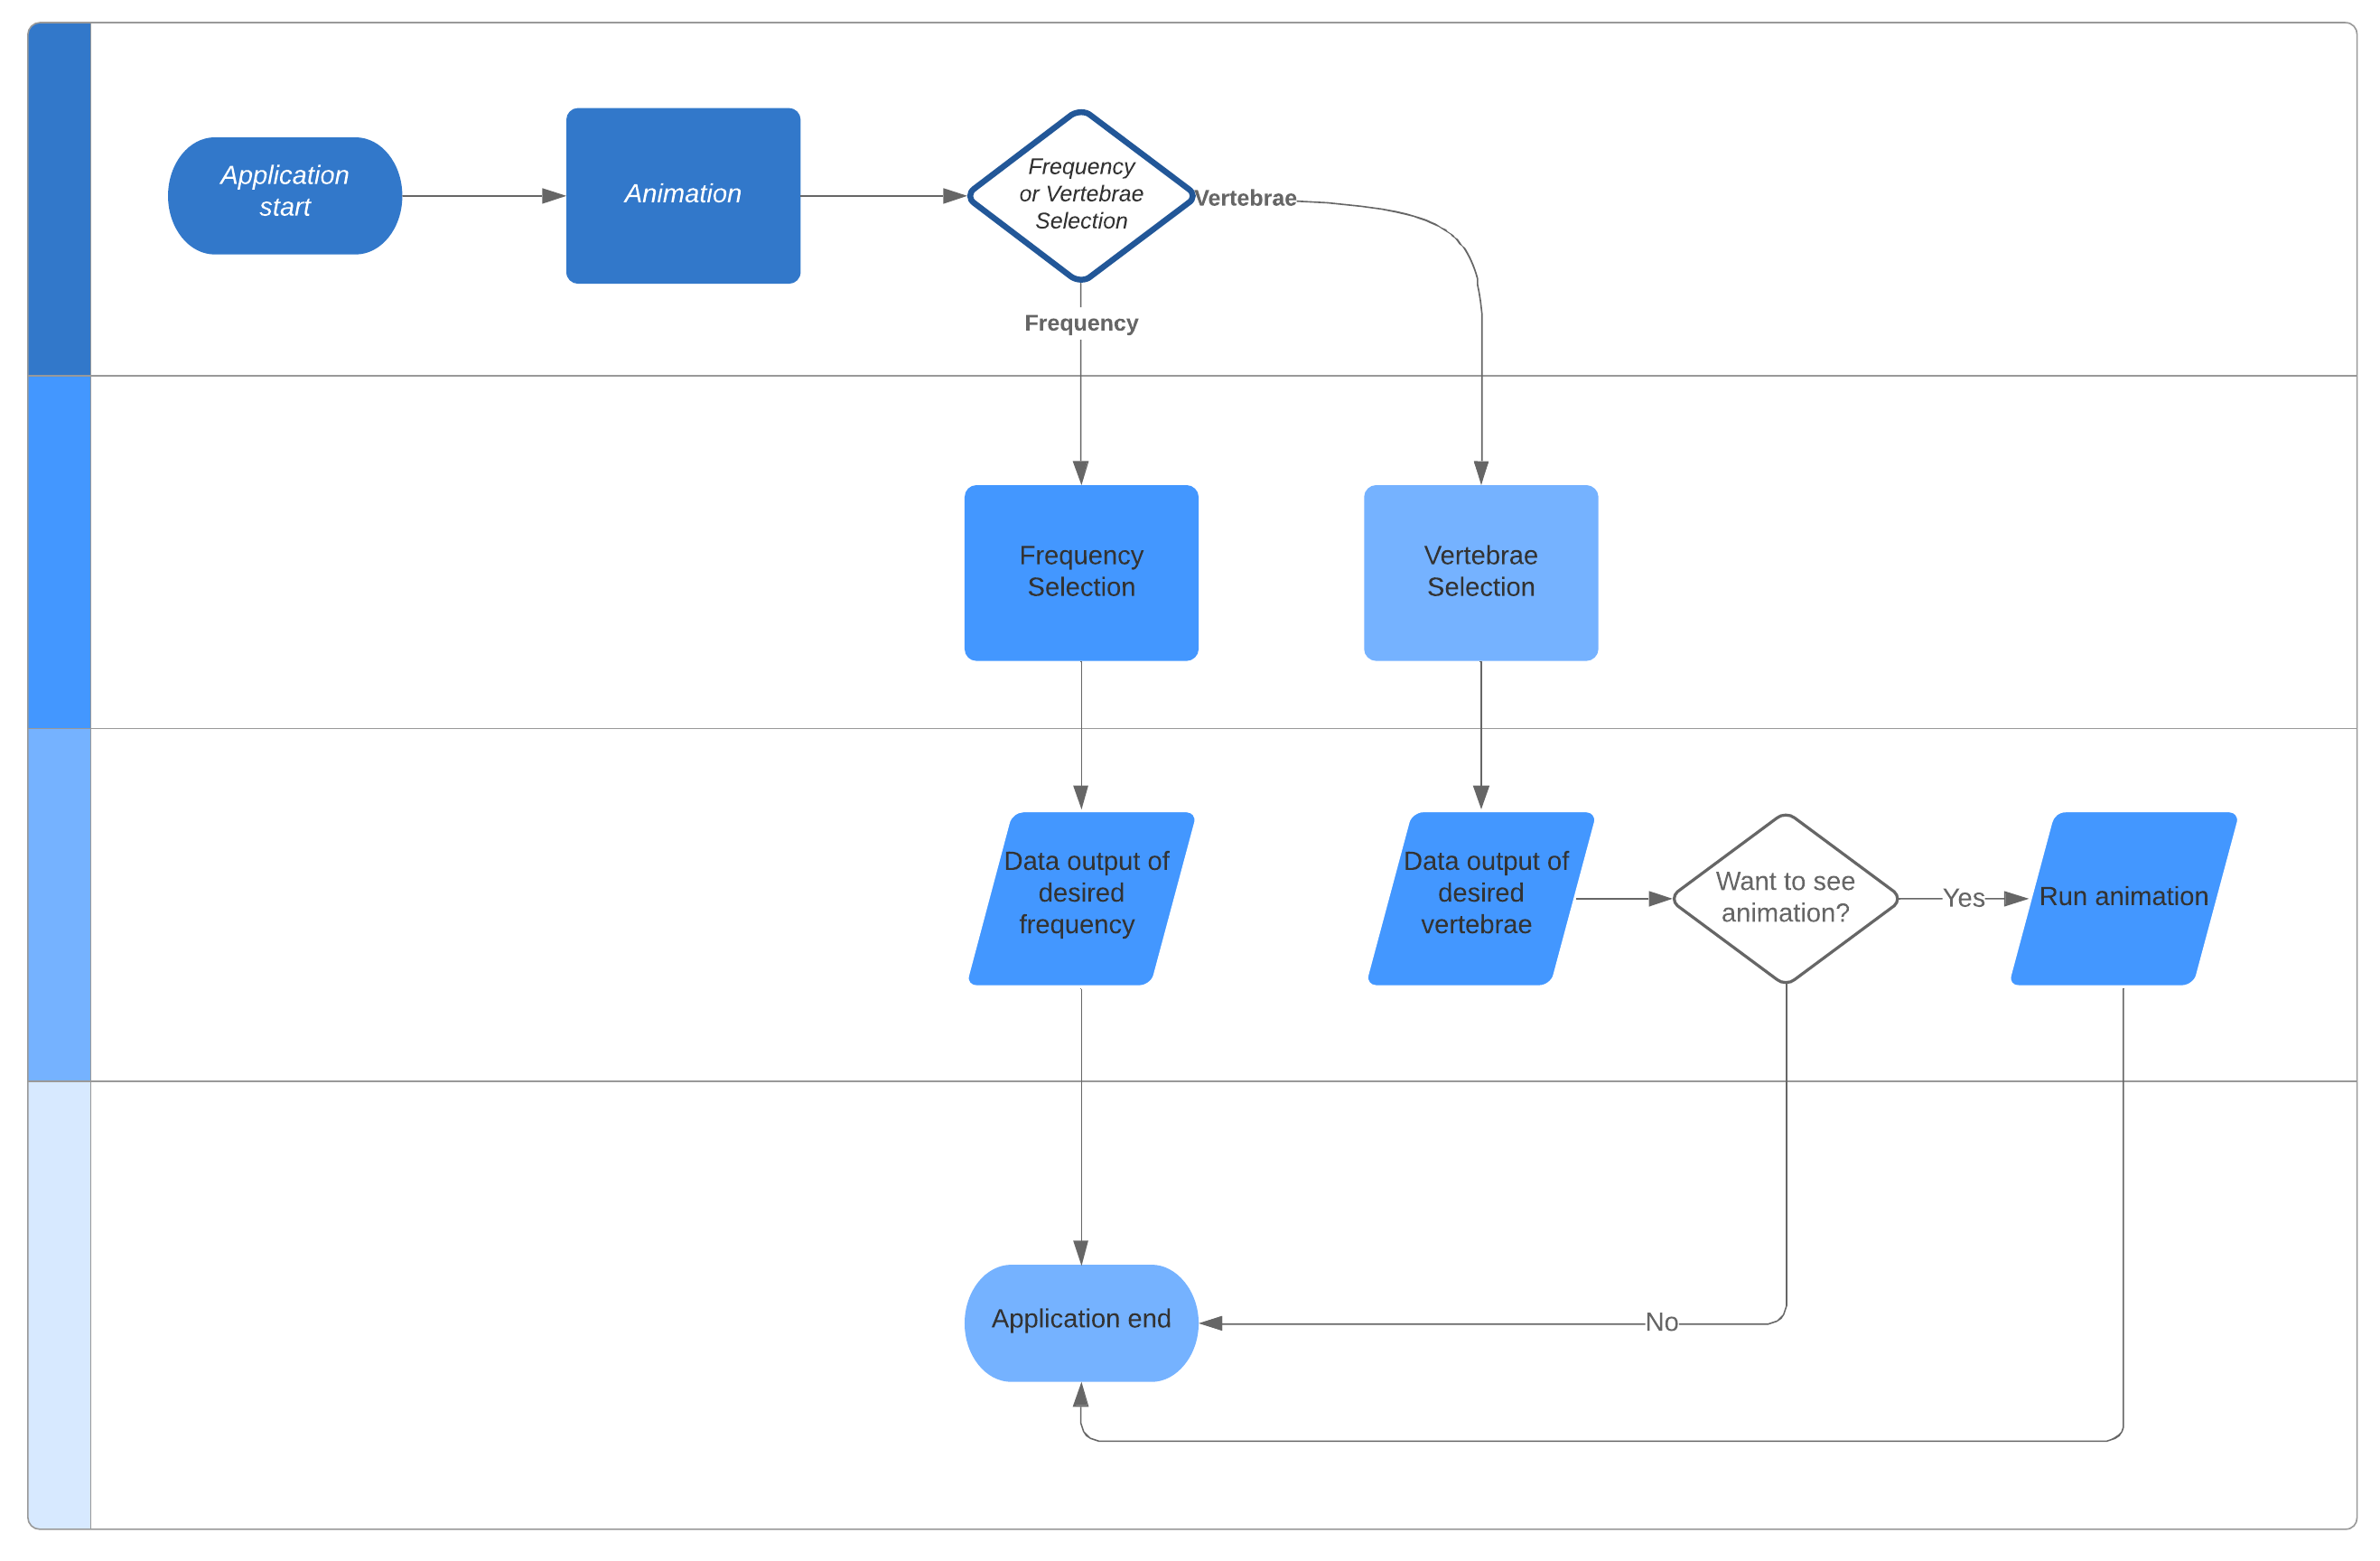 Application
start
Animation
Frequency
or Vertebrae
Selection
Vertebrae
Frequency
Frequency
Selection
Vertebrae
Selection
Data output of
desired
frequency
Data output of
desired
vertebrae
Want to see
animation?
Yes
Run animation
Application end
No